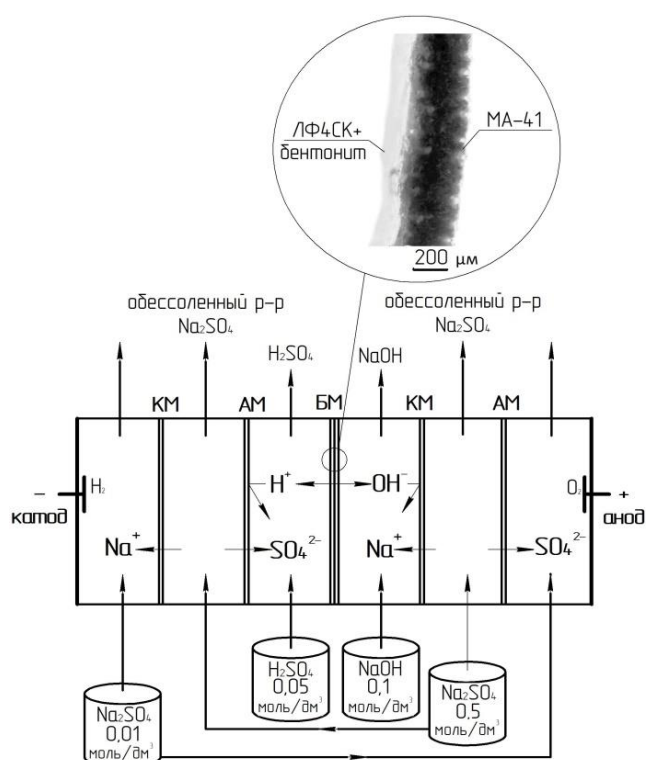 ЛФ4СК+
бентонит
МА-41
200 μм
обессоленный р-р
Na₂SO₄
обессоленный р-р
Na₂SO₄
H₂SO₄
NaOH
КМ
АМ
БМ
КМ
АМ
H⁺
OH⁻
–
H₂
катод
O₂
+
анод
Na⁺
SO₄²⁻
Na⁺
SO₄²⁻
H₂SO₄
0,05
моль/дм³
NaOH
0,1
моль/дм³
Na₂SO₄
0,5
моль/дм³
Na₂SO₄
0,01
моль/дм³